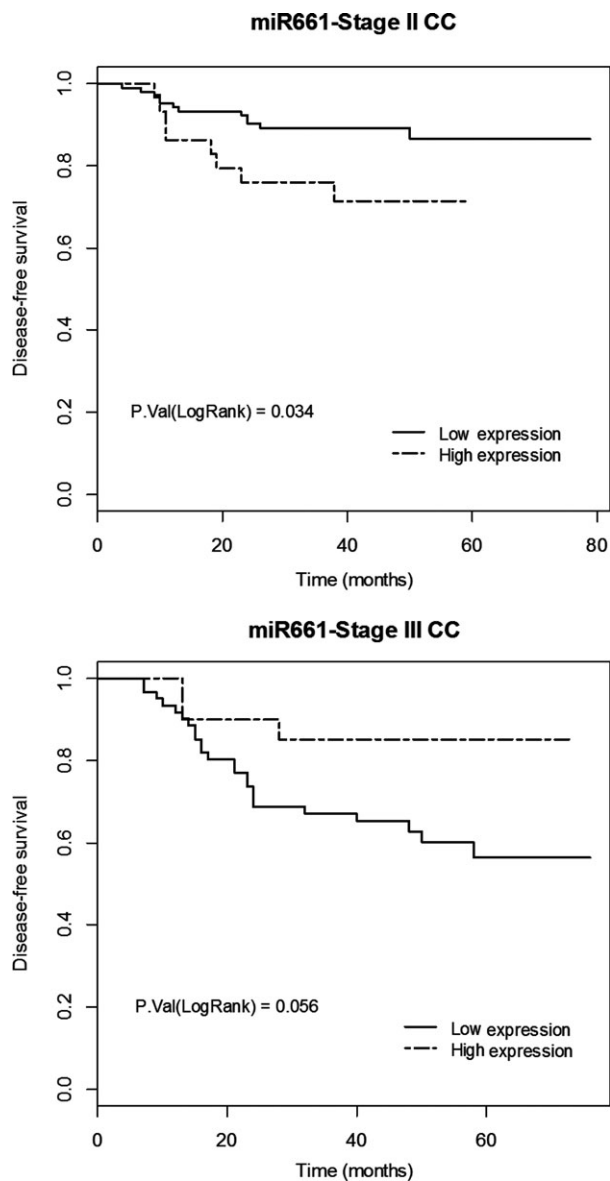 miR661-Stage II CC
1.0
0.8
0.6
0.4
0.2
0.0
Disease-free survival
P.Val(LogRank) = 0.034
Low expression
High expression
0 20 40 60 80
Time (months)
miR661-Stage III CC
1.0
0.8
0.6
0.4
0.2
0.0
Disease-free survival
P.Val(LogRank) = 0.056
Low expression
High expression
0 20 40 60
Time (months)